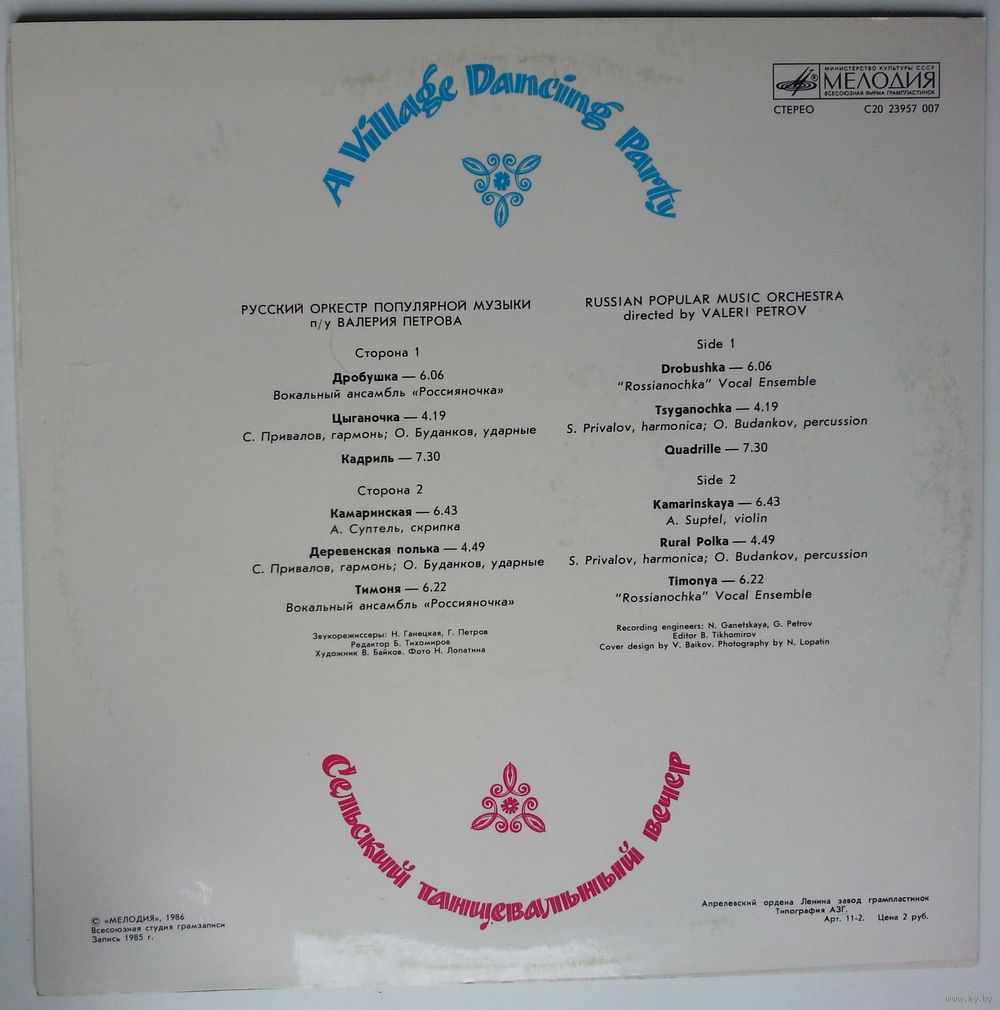 A Village Dancing Party
МИНИСТЕРСТВО КУЛЬТУРЫ СССР
МЕЛОДИЯ
ВСЕСОЮЗНАЯ ФИРМА ГРАМПЛАСТИНОК
СТЕРЕО С20 23957 007
РУССКИЙ ОРКЕСТР ПОПУЛЯРНОЙ МУЗЫКИ
п/у ВАЛЕРИЯ ПЕТРОВА
Сторона 1
Дробушка — 6.06
Вокальный ансамбль «Россияночка»
Цыганочка — 4.19
С. Привалов, гармонь; О. Буданков, ударные
Кадриль — 7.30
Сторона 2
Камаринская — 6.43
А. Суптель, скрипка
Деревенская полька — 4.49
С. Привалов, гармонь; О. Буданков, ударные
Тимоня — 6.22
Вокальный ансамбль «Россияночка»
Звукорежиссеры: Н. Ганецкая, Г. Петров
Редактор Б. Тихомиров
Художник В. Байков. Фото Н. Лопатина
RUSSIAN POPULAR MUSIC ORCHESTRA
directed by VALERI PETROV
Side 1
Drobushka — 6.06
"Rossianochka" Vocal Ensemble
Tsyganochka — 4.19
S. Privalov, harmonica; O. Budankov, percussion
Quadrille — 7.30
Side 2
Kamarinskaya — 6.43
A. Suptel, violin
Rural Polka — 4.49
S. Privalov, harmonica; O. Budankov, percussion
Timonya — 6.22
"Rossianochka" Vocal Ensemble
Recording engineers: N. Ganetskaya, G. Petrov
Editor B. Tikhomirov
Cover design by V. Baikov. Photography by N. Lopatin
Сельский танцевальный вечер
© «МЕЛОДИЯ», 1986
Всесоюзная студия грамзаписи
Запись 1985 г.
Апрелевский ордена Ленина завод грампластинок
Типография АЗГ.
Арт. 11-2. Цена 2 руб.
www.ay.by